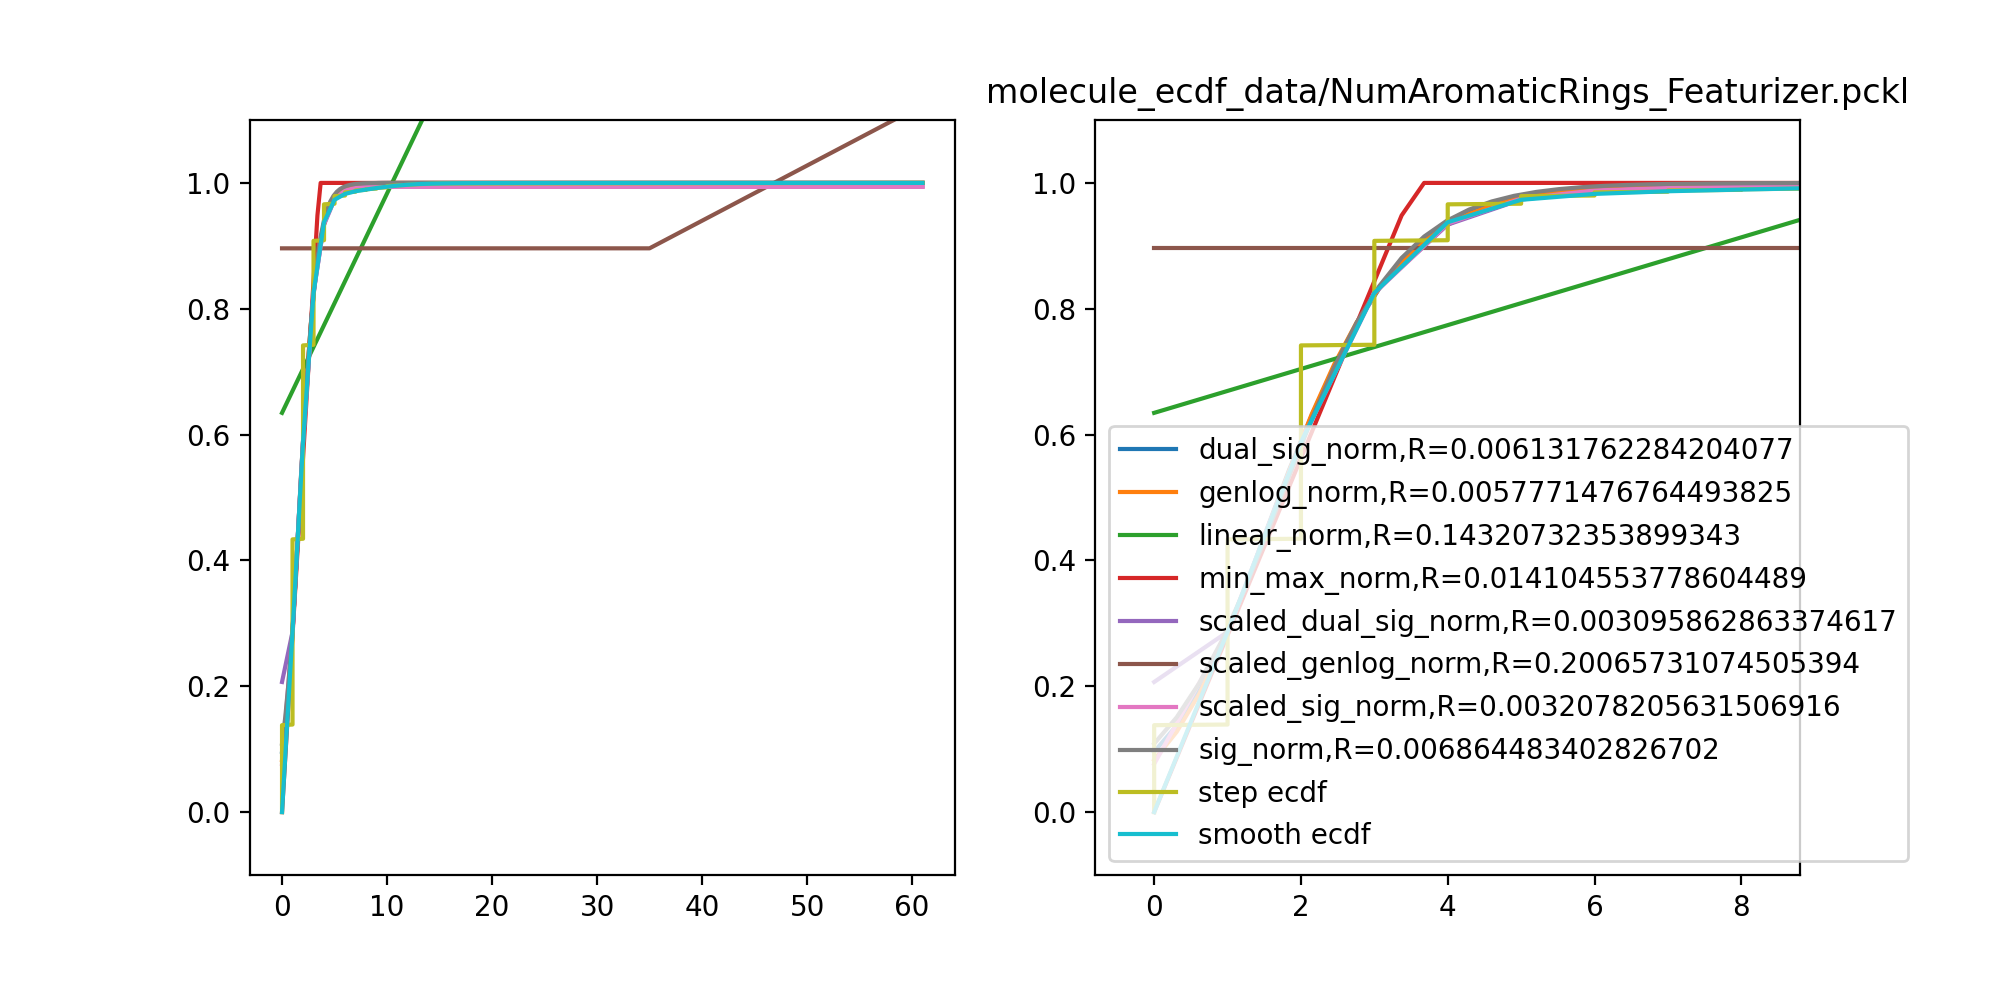 molecule_ecdf_data/NumAromaticRings_Featurizer.pckl
1.0
0.8
0.6
0.4
0.2
0.0
0 10 20 30 40 50 60
1.0
0.8
0.6
0.4
0.2
0.0
0 2 4 6 8
dual_sig_norm,R=0.006131762284204077
genlog_norm,R=0.0057771476764493825
linear_norm,R=0.14320732353899343
min_max_norm,R=0.014104553778604489
scaled_dual_sig_norm,R=0.003095862863374617
scaled_genlog_norm,R=0.20065731074505394
scaled_sig_norm,R=0.0032078205631506916
sig_norm,R=0.006864483402826702
step ecdf
smooth ecdf